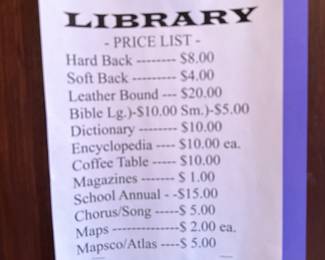 LIBRARY
- PRICE LIST -
Hard Back -------- $8.00
Soft Back -------- $4.00
Leather Bound --- $20.00
Bible Lg.)-$10.00 Sm.)-$5.00
Dictionary -------- $10.00
Encyclopedia ---- $10.00 ea.
Coffee Table ----- $10.00
Magazines ------- $ 1.00
School Annual - -$15.00
Chorus/Song -----$ 5.00
Maps --------------$ 2.00 ea.
Mapsco/Atlas ----$ 5.00